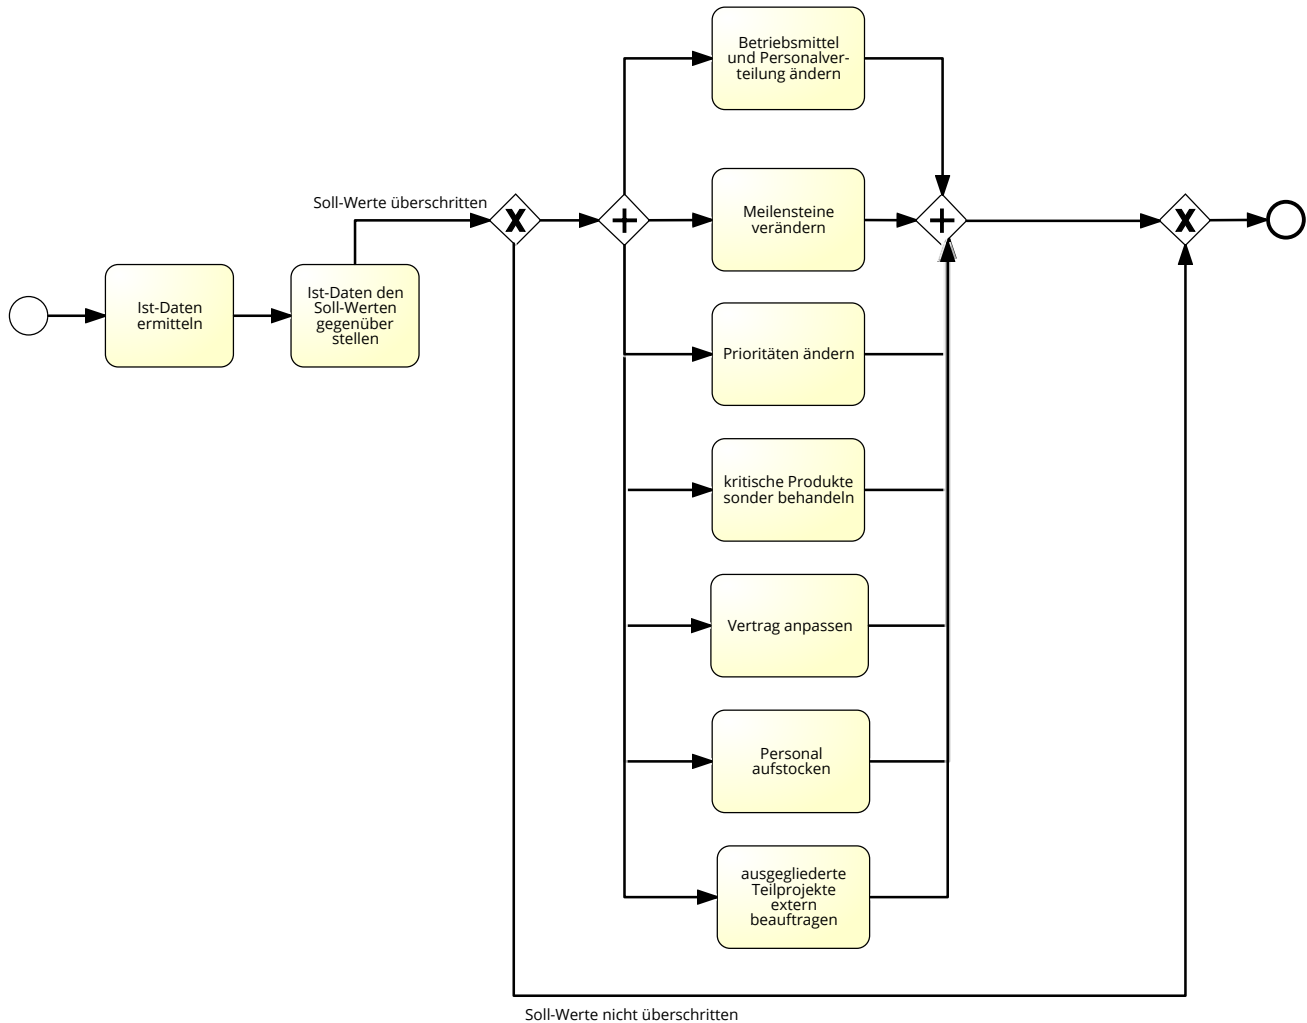 Betriebsmittel
und Personalver-
teilung ändern
Soll-Werte überschritten
Meilensteine
verändern
Ist-Daten
ermitteln
Ist-Daten den
Soll-Werten
gegenüber
stellen
Prioritäten ändern
kritische Produkte
sonder behandeln
Vertrag anpassen
Personal
aufstocken
ausgegliederte
Teilprojekte
extern
beauftragen
Soll-Werte nicht überschritten